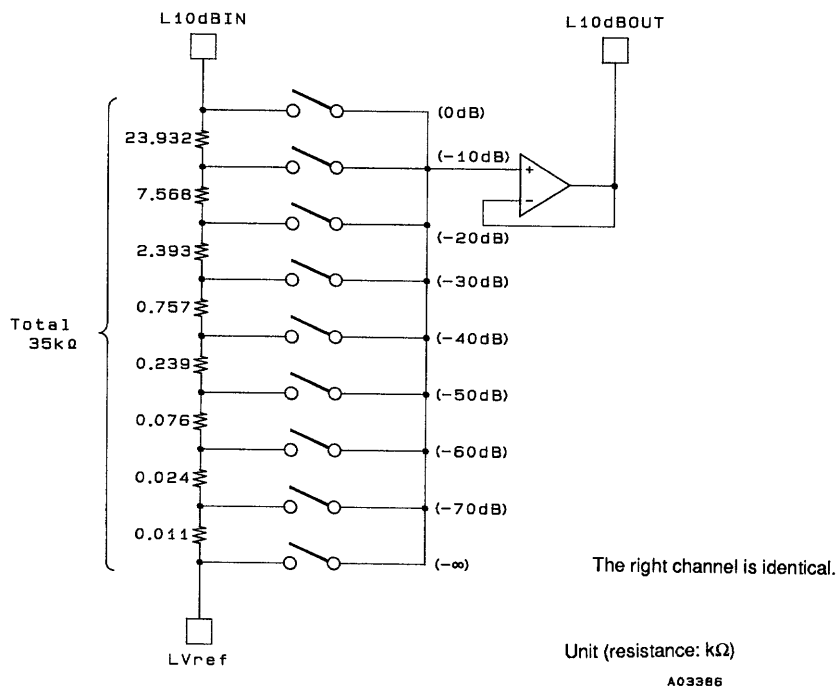 L10dBIN
L10dBOUT
(0dB)
23.932
(-10dB)
+
7.568
-
(-20dB)
2.393
(-30dB)
0.757
Total
35kΩ
(-40dB)
0.239
(-50dB)
0.076
(-60dB)
0.024
(-70dB)
0.011
(-∞)
The right channel is identical.
LVref
Unit (resistance: kΩ)
A03386